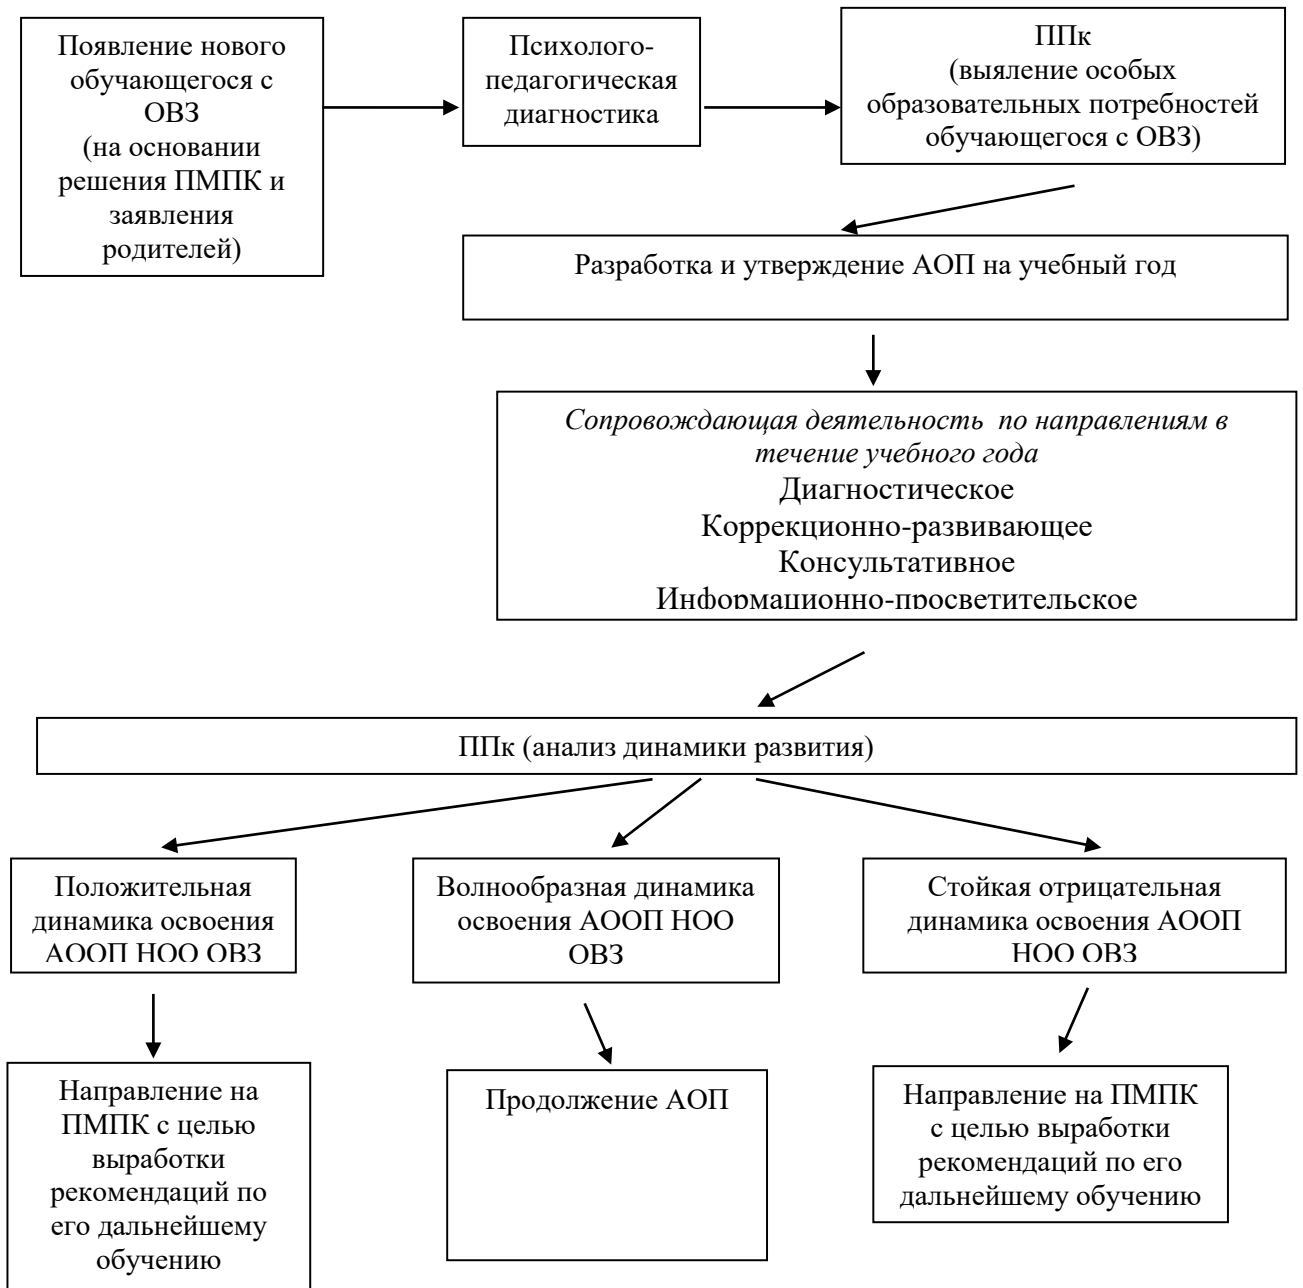 Появление нового
обучающегося с
ОВЗ
(на основании
решения ПМПК и
заявления
родителей)
Психолого-
педагогическая
диагностика
ППк
(выяление особых
образовательных потребностей
обучающегося с ОВЗ)
Разработка и утверждение АОП на учебный год
Сопровождающая деятельность по направлениям в
течение учебного года
Диагностическое
Коррекционно-развивающее
Консультативное
Информационно-просветительское
ППк (анализ динамики развития)
Положительная
динамика освоения
АООП НОО ОВЗ
Волнообразная динамика
освоения АООП НОО
ОВЗ
Стойкая отрицательная
динамика освоения АООП
НОО ОВЗ
Направление на
ПМПК с целью
выработки
рекомендаций по
его дальнейшему
обучению
Продолжение АОП
Направление на ПМПК
с целью выработки
рекомендаций по его
дальнейшему обучению